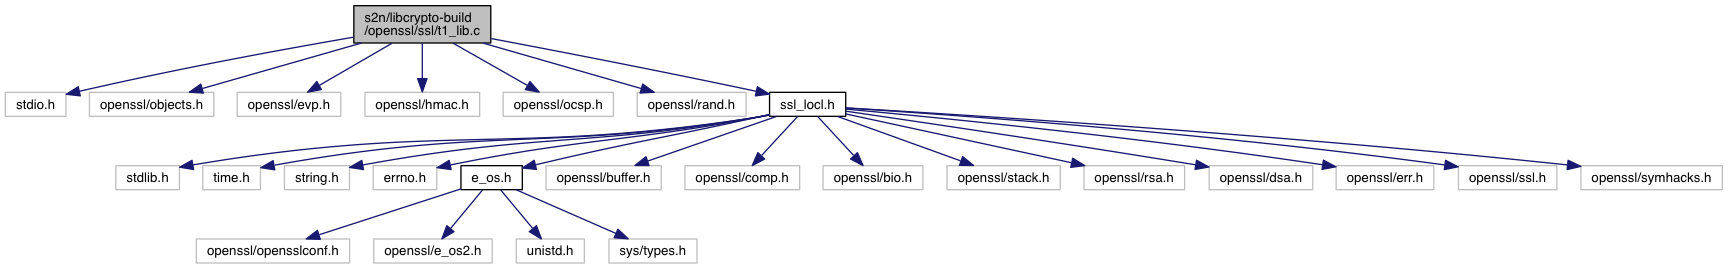 s2n/libcrypto-build
/openssl/ssl/t1_lib.c
stdio.h
openssl/objects.h
openssl/evp.h
openssl/hmac.h
openssl/ocsp.h
openssl/rand.h
ssl_locl.h
stdlib.h
time.h
string.h
errno.h
e_os.h
openssl/buffer.h
openssl/comp.h
openssl/bio.h
openssl/stack.h
openssl/rsa.h
openssl/dsa.h
openssl/err.h
openssl/ssl.h
openssl/symhacks.h
openssl/opensslconf.h
openssl/e_os2.h
unistd.h
sys/types.h